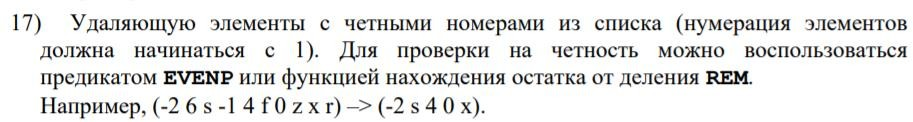 17) Удаляющую элементы с четными номерами из списка (нумерация элементов
должна начинаться с 1). Для проверки на четность можно воспользоваться
предикатом EVENP или функцией нахождения остатка от деления REM.
Например, (-2 6 s -1 4 f 0 z x r) –> (-2 s 4 0 x).